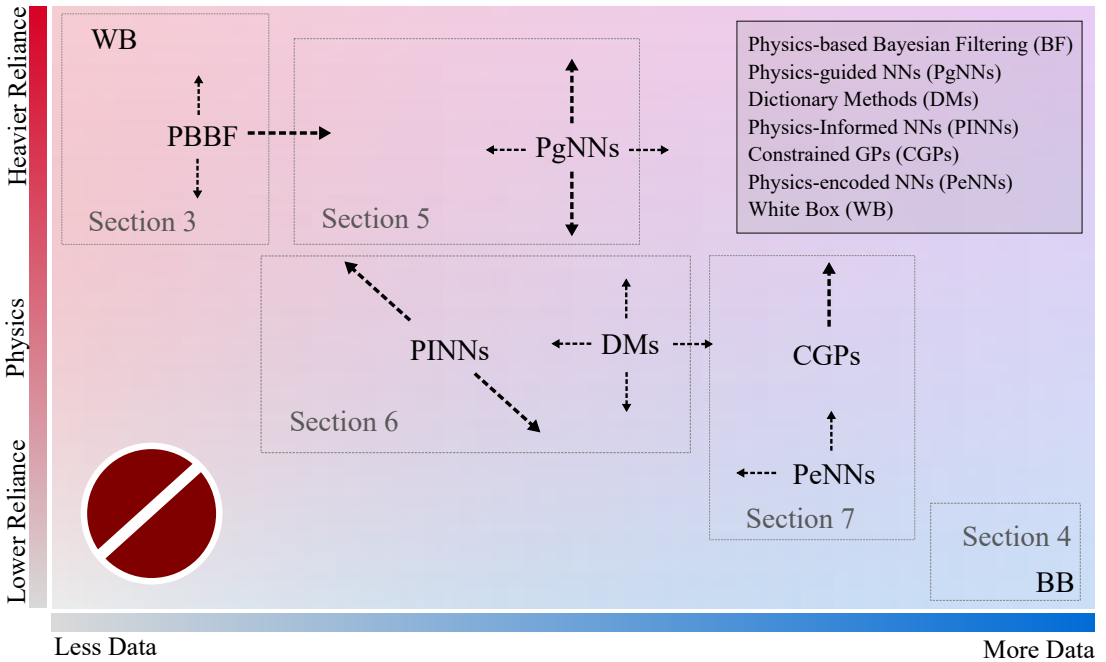 Heavier Reliance
Physics
Lower Reliance
WB
PBBF
Section 3
PgNNs
Section 5
Physics-based Bayesian Filtering (BF)
Physics-guided NNs (PgNNs)
Dictionary Methods (DMs)
Physics-Informed NNs (PINNs)
Constrained GPs (CGPs)
Physics-encoded NNs (PeNNs)
White Box (WB)
PINNs
DMs
Section 6
CGPs
PeNNs
Section 7
Section 4
BB
Less Data
More Data